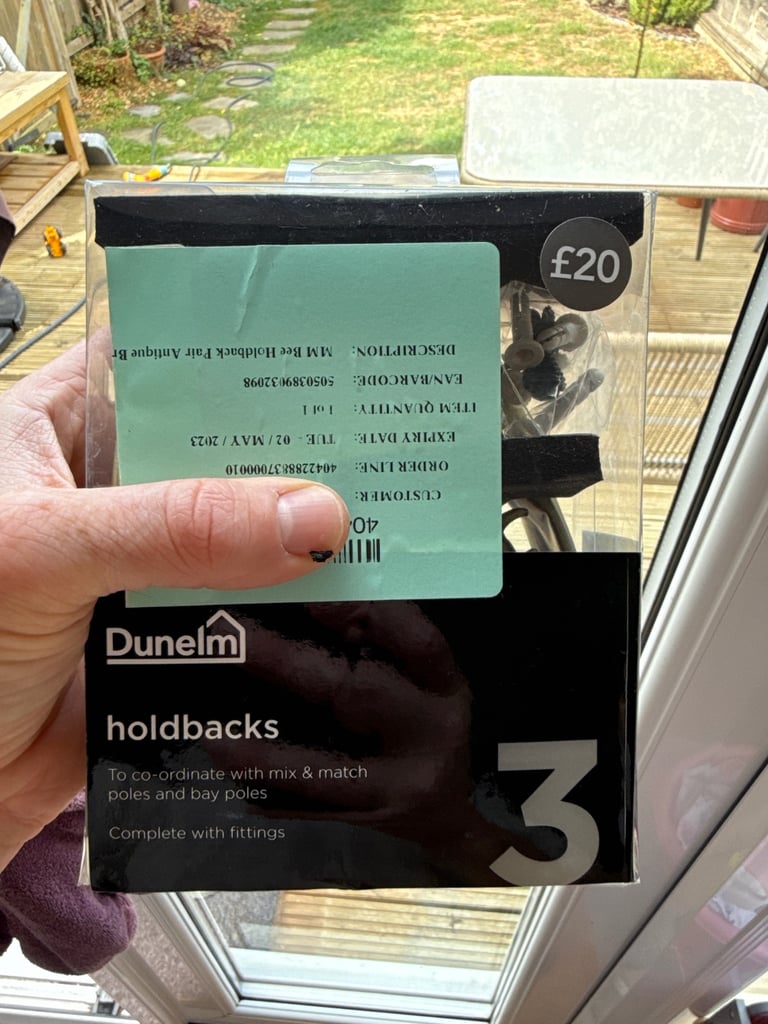 £20
DESCRIPTION: MM Bee Holdback Pair Antique Br
EAN/BARCODE: 5050389032098
ITEM QUANTITY: 1 of 1
EXPIRY DATE: TUE - 02 / MAY / 2023
ORDER LINE: 4042288837000010
CUSTOMER:
404
Dunelm
holdbacks
To co-ordinate with mix & match
poles and bay poles
Complete with fittings
3